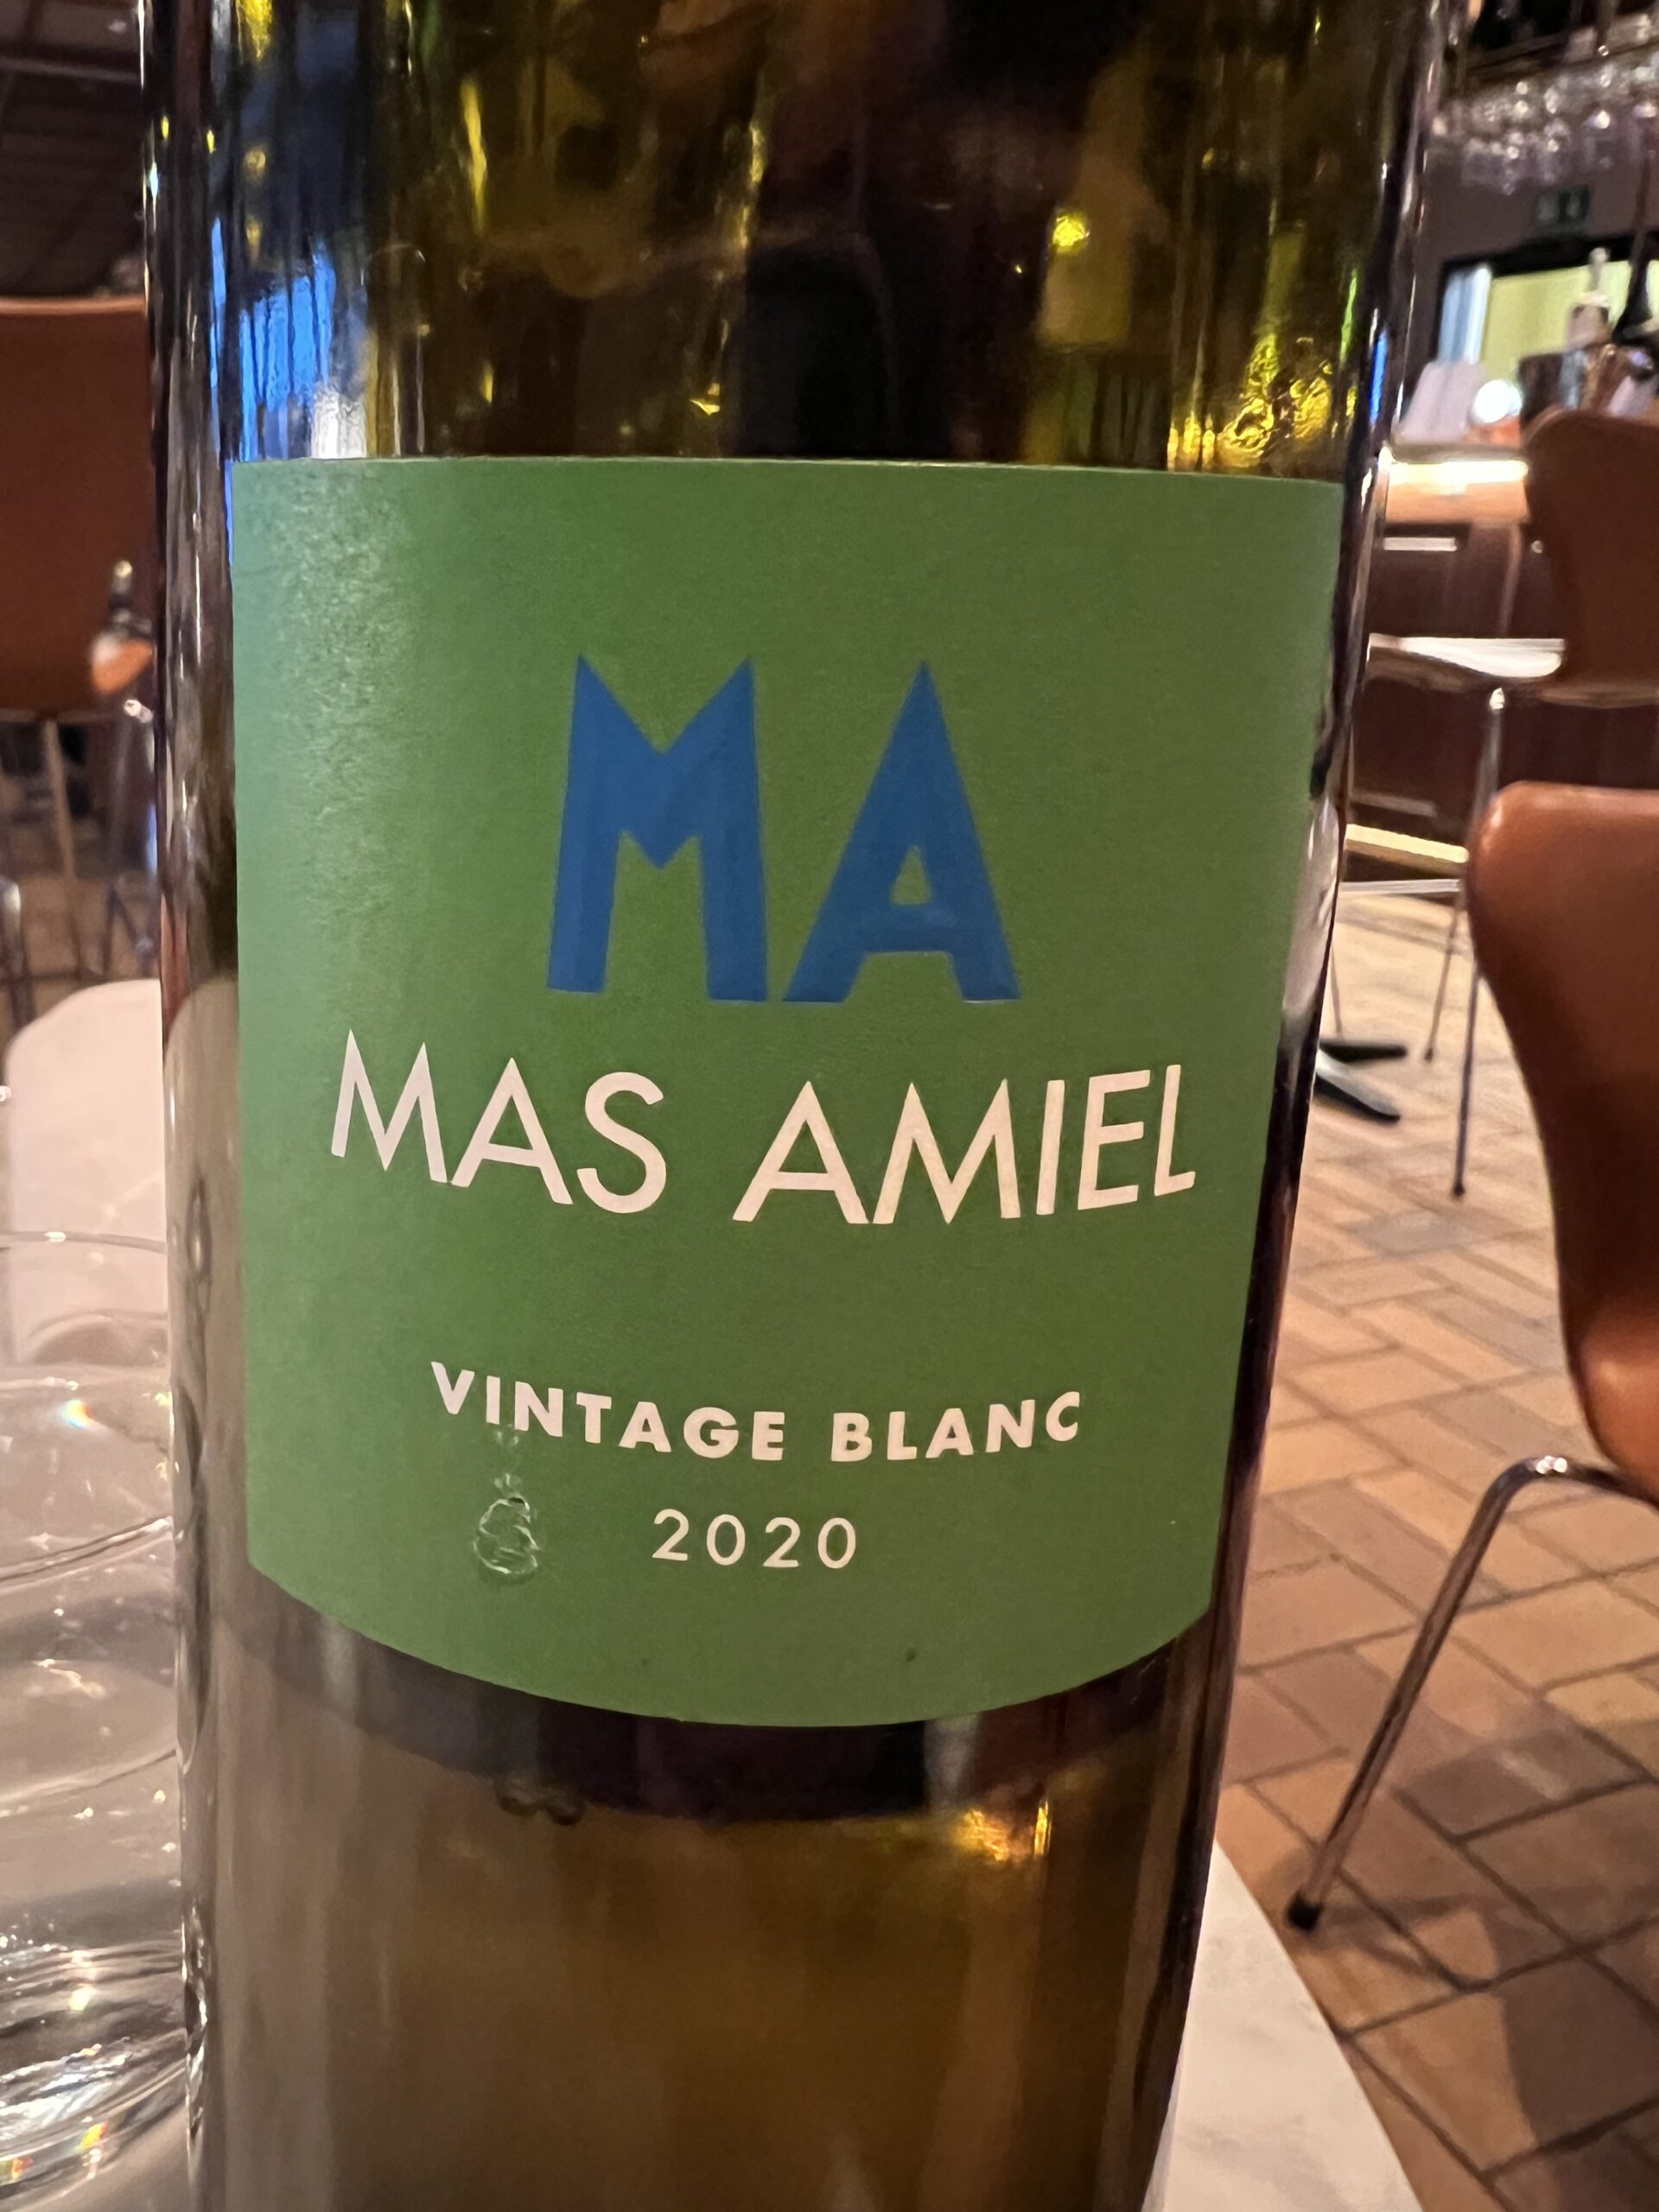 MA
MAS AMIEL
VINTAGE BLANC
2020